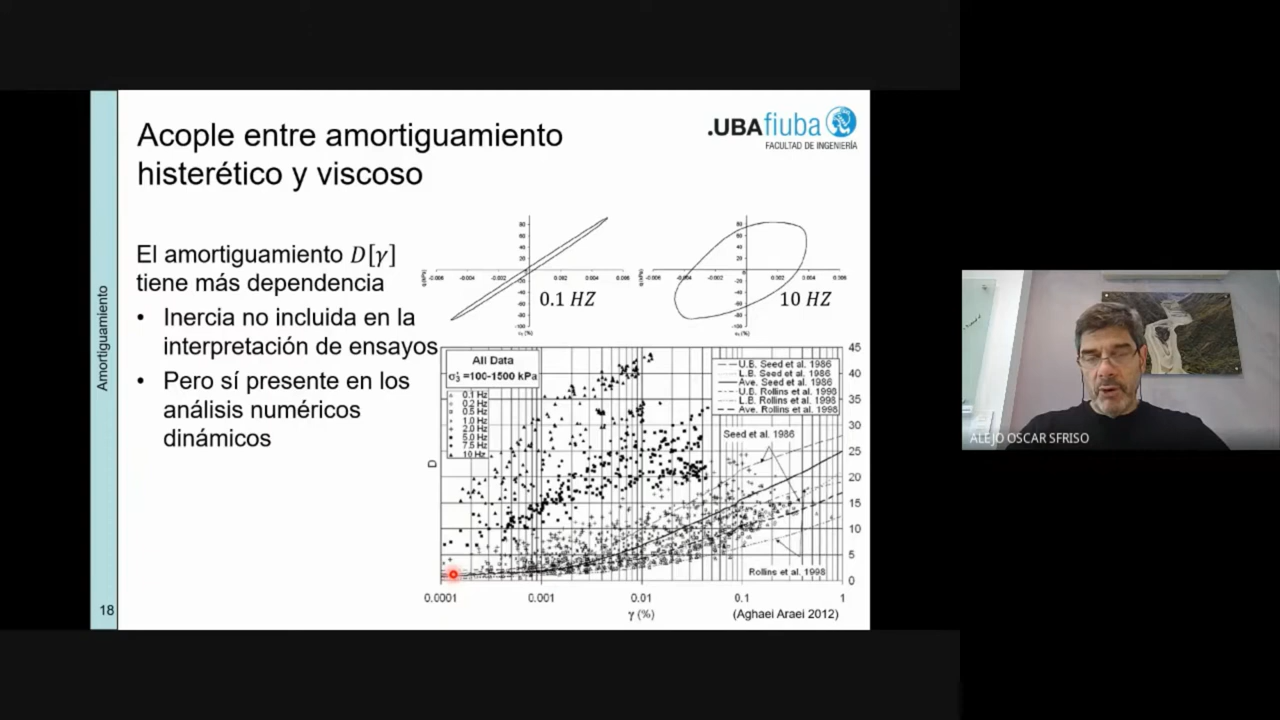 Acople entre amortiguamiento
histerético y viscoso
.UBAfiuba
FACULTAD DE INGENIERÍA
El amortiguamiento D[γ]
tiene más dependencia
• Inercia no incluida en la
interpretación de ensayos
• Pero sí presente en los
análisis numéricos
dinámicos
Amortiguamiento
18
0.1 HZ
10 HZ
All Data
σ'3 =100-1500 kPa
0.1 Hz
0.2 Hz
0.5 Hz
1.0 Hz
2.0 Hz
5.0 Hz
7.5 Hz
10 Hz
U.B. Seed et al. 1986
L.B. Seed et al. 1986
Ave. Seed et al. 1986
U.B. Rollins et al. 1998
L.B. Rollins et al. 1998
Ave. Rollins et al. 1998
Seed et al. 1986
Rollins et al. 1998
D
45
40
35
30
25
20
15
10
5
0
0.0001 0.001 0.01 0.1 1
γ (%)
(Aghaei Araei 2012)
ALEJO OSCAR SFRISO